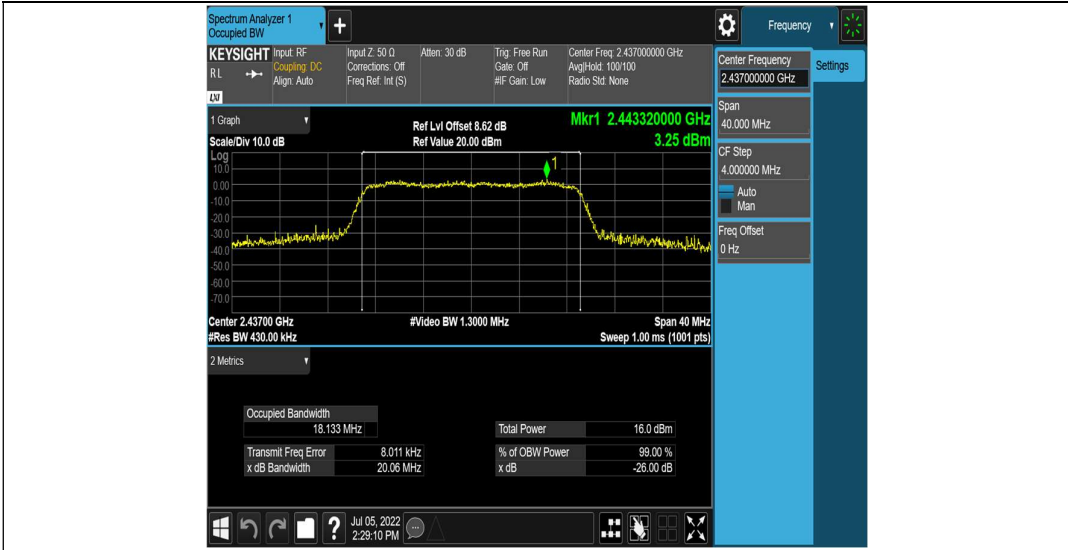 Spectrum Analyzer 1
Occupied BW
+
Frequency
KEYSIGHT
RL
LXI
Input: RF
Coupling: DC
Align: Auto
Input Z: 50 Ω
Corrections: Off
Freq Ref: Int (S)
Atten: 30 dB
Trig: Free Run
Gate: Off
#IF Gain: Low
Center Freq: 2.437000000 GHz
Avg|Hold: 100/100
Radio Std: None
Center Frequency
2.437000000 GHz
Settings
Span
40.000 MHz
CF Step
4.000000 MHz
Auto
Man
Freq Offset
0 Hz
1 Graph
Scale/Div 10.0 dB
Ref Lvl Offset 8.62 dB
Ref Value 20.00 dBm
Mkr1 2.443320000 GHz
3.25 dBm
Log
10.0
0.00
-10.0
-20.0
-30.0
-40.0
-50.0
-60.0
-70.0
1
Center 2.43700 GHz
#Res BW 430.00 kHz
#Video BW 1.3000 MHz
Span 40 MHz
Sweep 1.00 ms (1001 pts)
2 Metrics
Occupied Bandwidth
18.133 MHz
Transmit Freq Error 8.011 kHz
x dB Bandwidth 20.06 MHz
Total Power 16.0 dBm
% of OBW Power 99.00 %
x dB -26.00 dB
?
Jul 05, 2022
2:29:10 PM